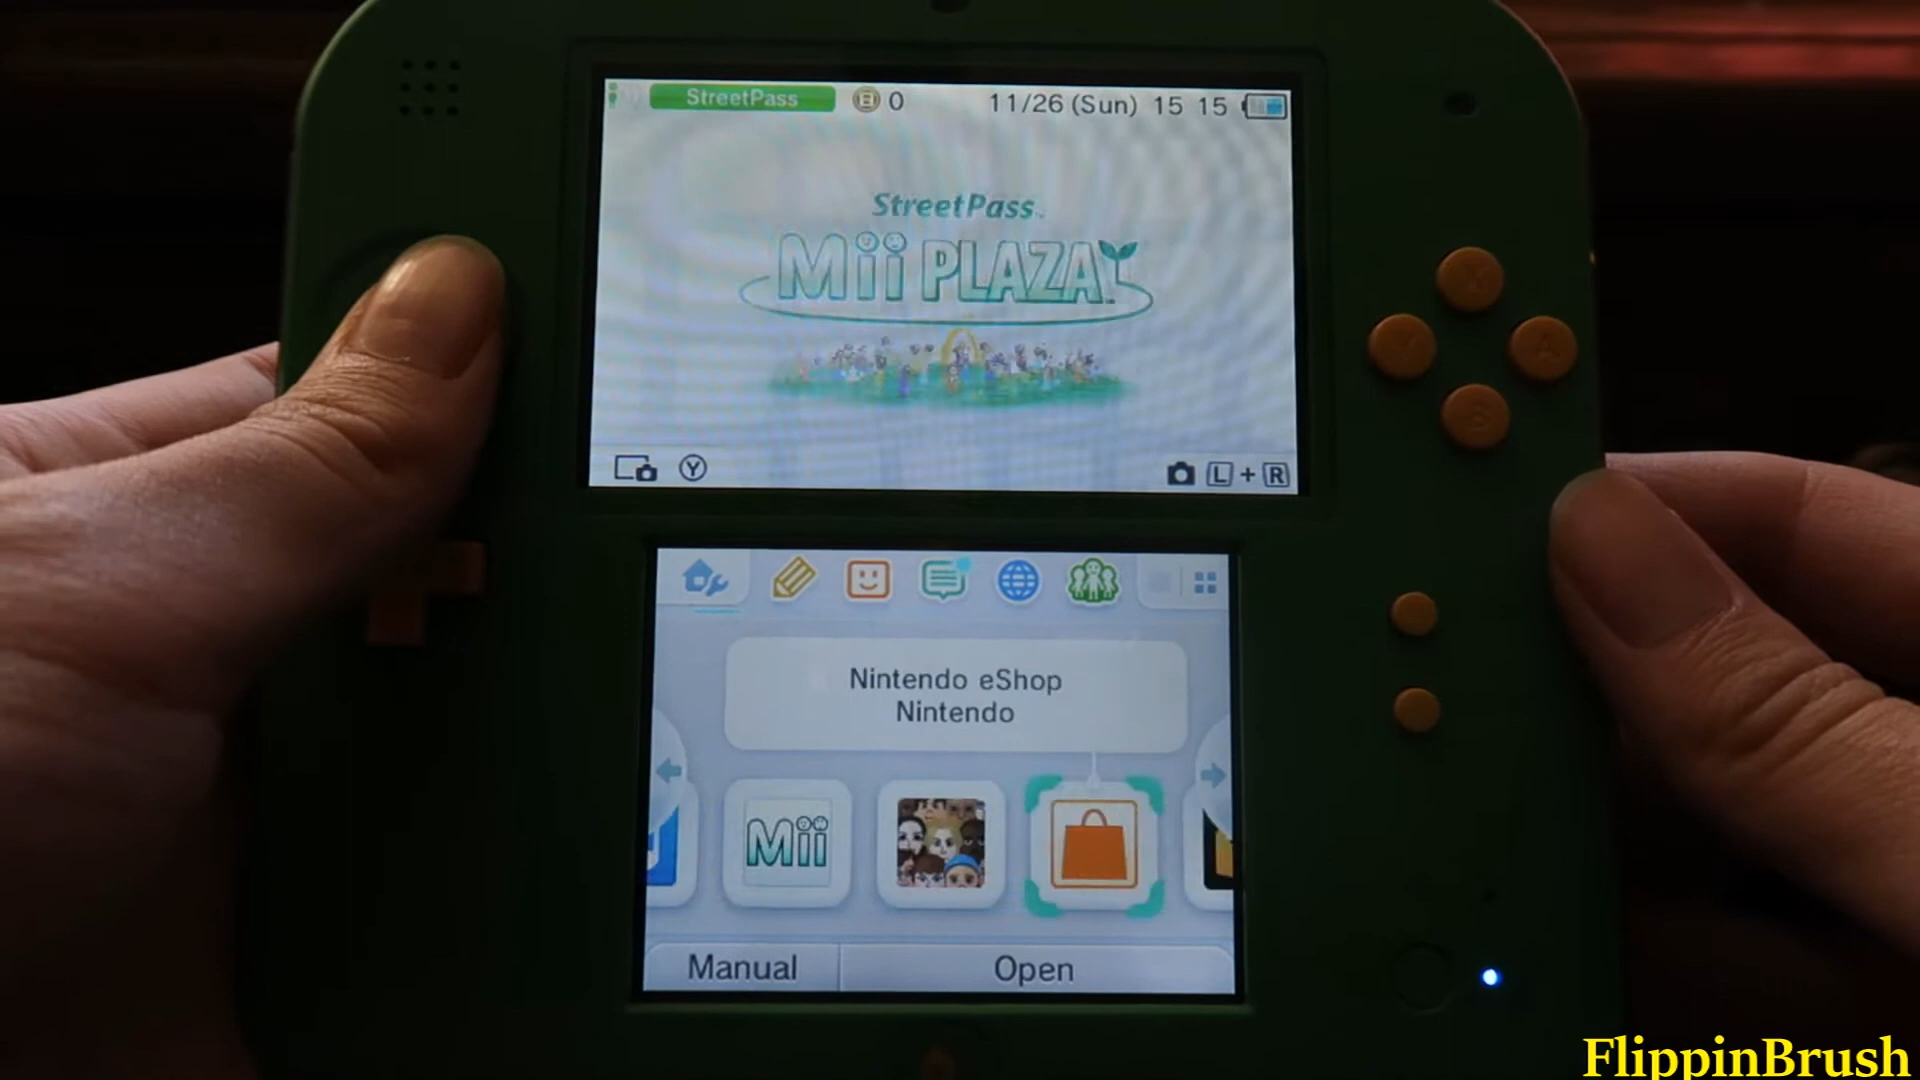 StreetPass 0 11/26 (Sun) 15 15
StreetPass
Mii PLAZA
Y L + R
Nintendo eShop
Nintendo
Mii
Manual Open
FlippinBrush